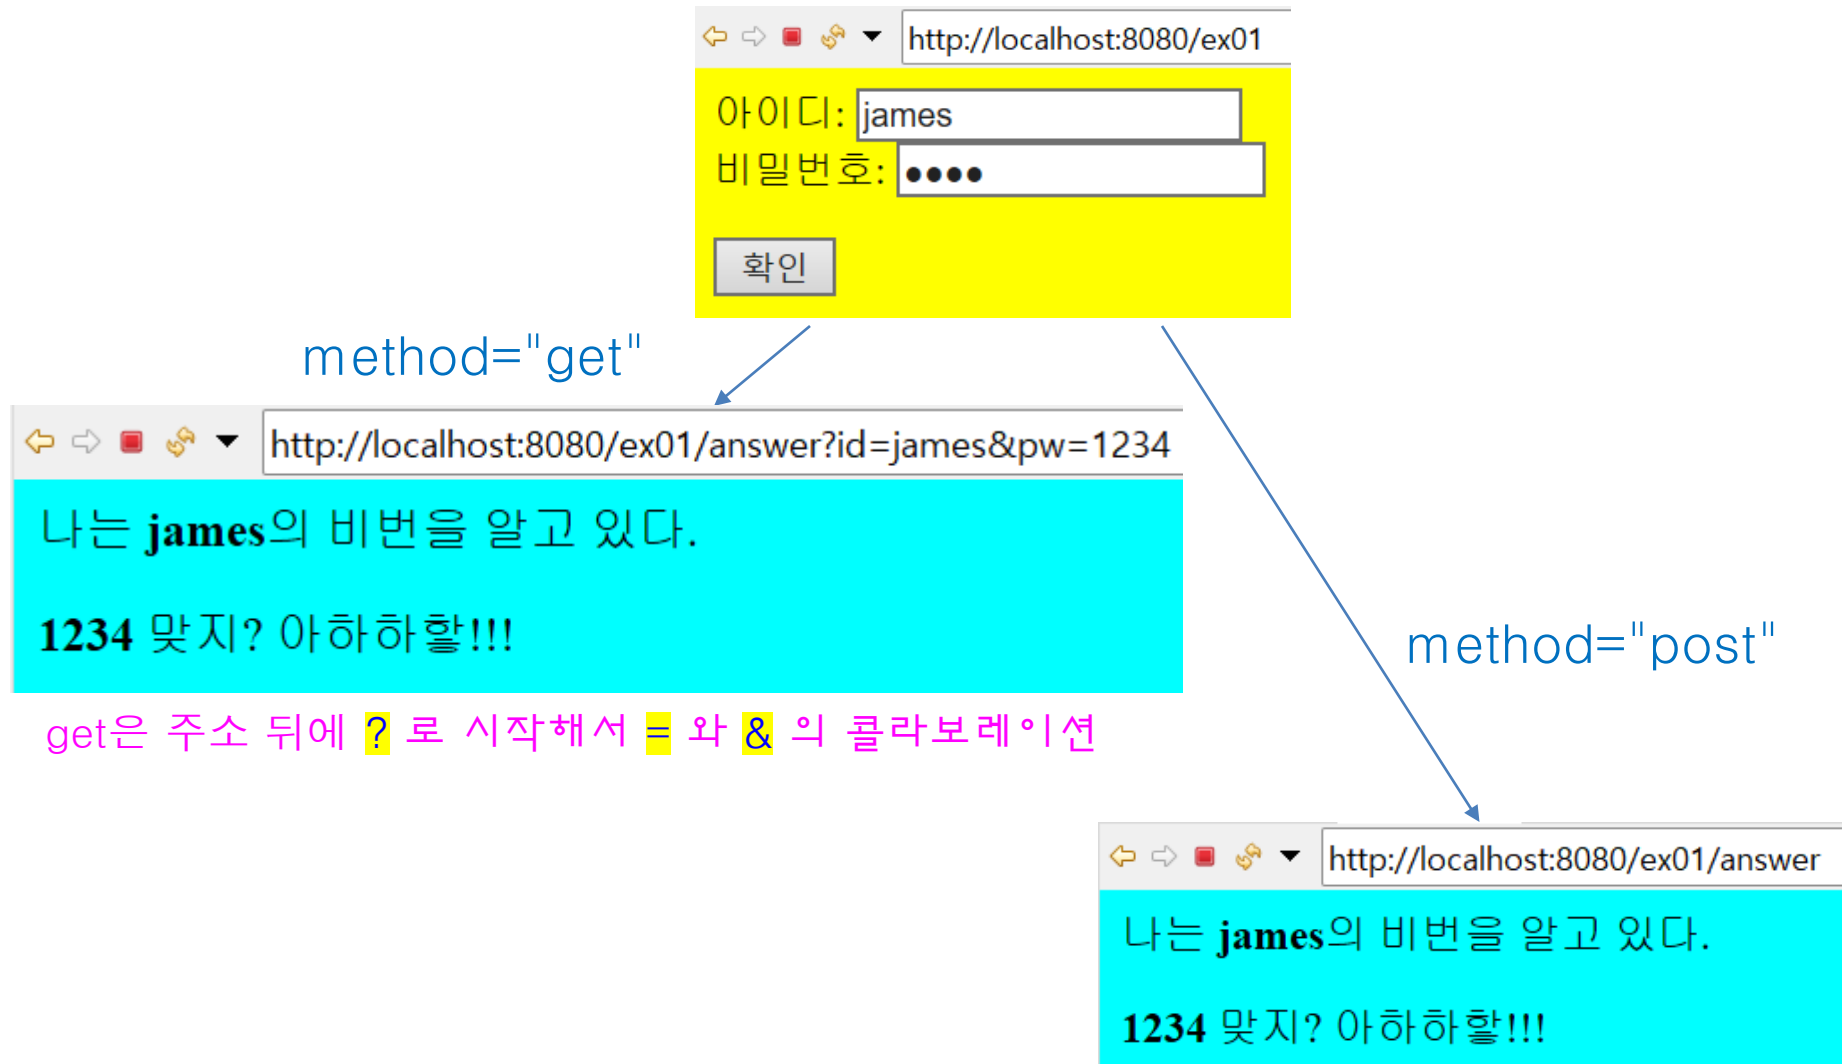 http://localhost:8080/ex01
아이디: james
비밀번호: ●●●●
확인
method="get"
http://localhost:8080/ex01/answer?id=james&pw=1234
나는 james의 비번을 알고 있다.
1234 맞지? 아하하핳!!!
get은 주소 뒤에 ? 로 시작해서 = 와 & 의 콜라보레이션
method="post"
http://localhost:8080/ex01/answer
나는 james의 비번을 알고 있다.
1234 맞지? 아하하핳!!!